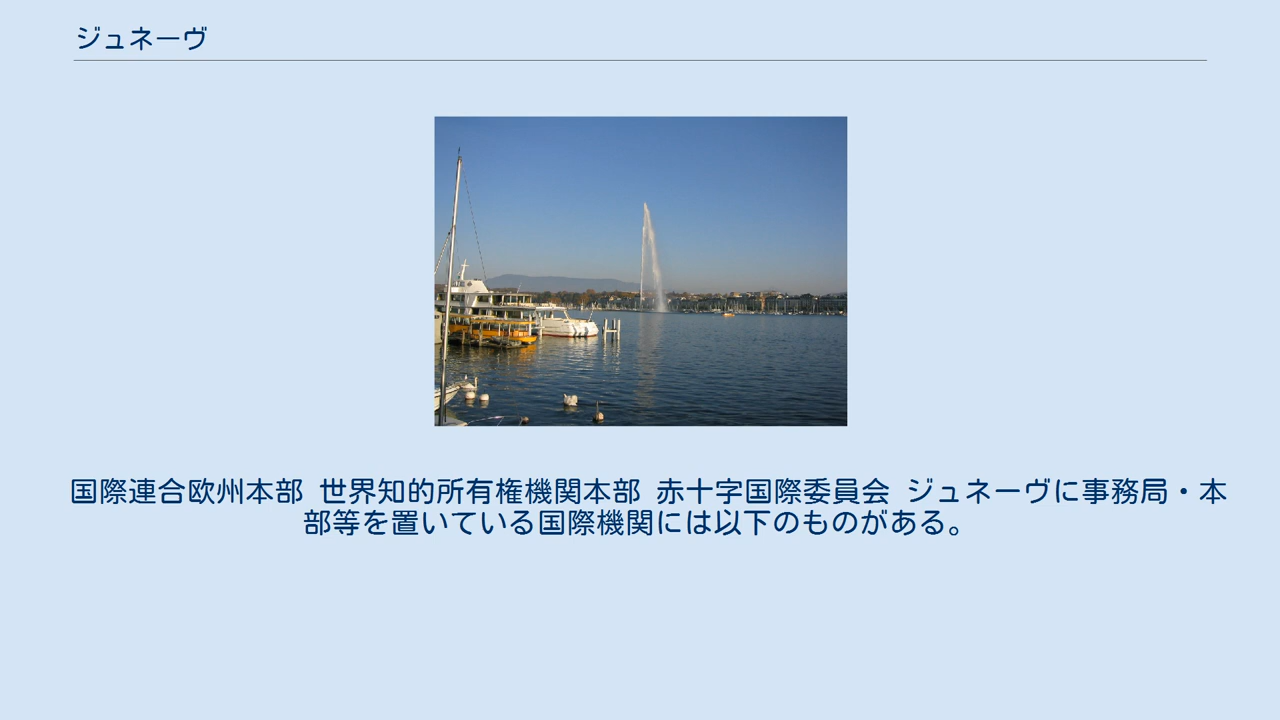 ジュネーヴ
国際連合欧州本部 世界知的所有権機関本部 赤十字国際委員会 ジュネーヴに事務局・本
部等を置いている国際機関には以下のものがある。